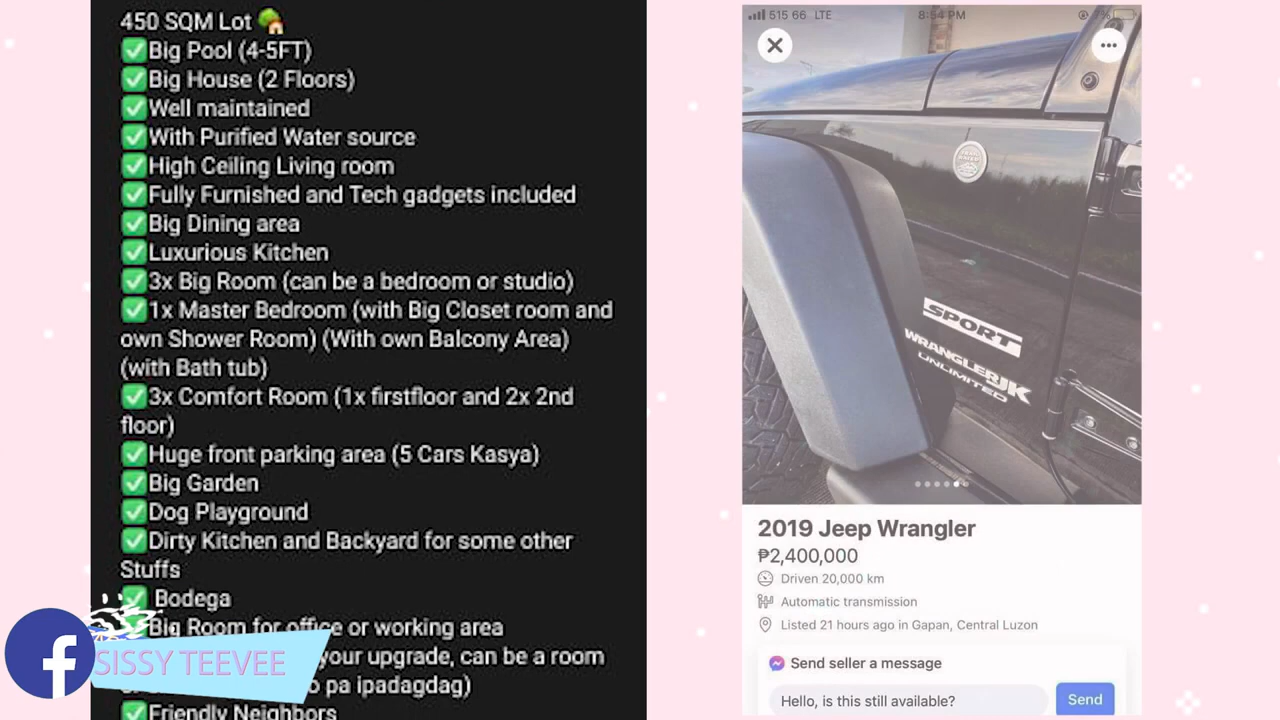 450 SQM Lot 🏡
✅Big Pool (4-5FT)
✅Big House (2 Floors)
✅Well maintained
✅With Purified Water source
✅High Ceiling Living room
✅Fully Furnished and Tech gadgets included
✅Big Dining area
✅Luxurious Kitchen
✅3x Big Room (can be a bedroom or studio)
✅1x Master Bedroom (with Big Closet room and
own Shower Room) (With own Balcony Area)
(with Bath tub)
✅3x Comfort Room (1x firstfloor and 2x 2nd
floor)
✅Huge front parking area (5 Cars Kasya)
✅Big Garden
✅Dog Playground
✅Dirty Kitchen and Backyard for some other
Stuffs
✅ Bodega
Big Room for office or working area
your upgrade, can be a room
pa ipadagdag)
✅Friendly Neighbors
f SISSY TEEVEE
515 66 LTE 8:54 PM 7%
SPORT
WRANGLER JK
UNLIMITED
2019 Jeep Wrangler
₱2,400,000
Driven 20,000 km
Automatic transmission
Listed 21 hours ago in Gapan, Central Luzon
Send seller a message
Hello, is this still available?
Send